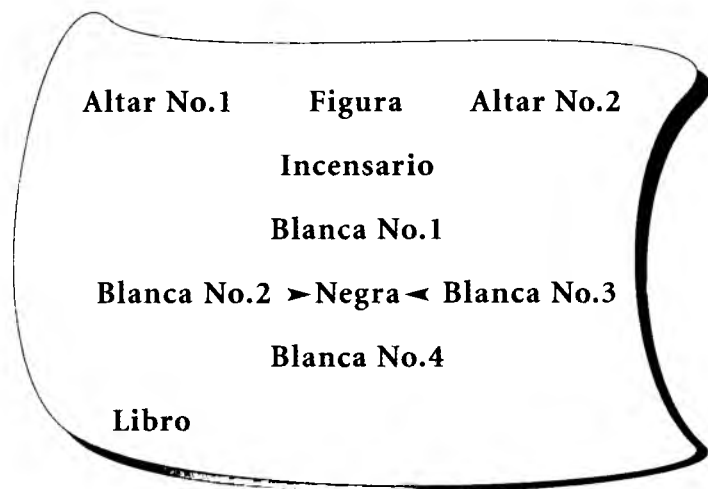 Altar No.1 Figura Altar No.2
Incensario
Blanca No.1
Blanca No.2 ➤Negra◄ Blanca No.3
Blanca No.4
Libro